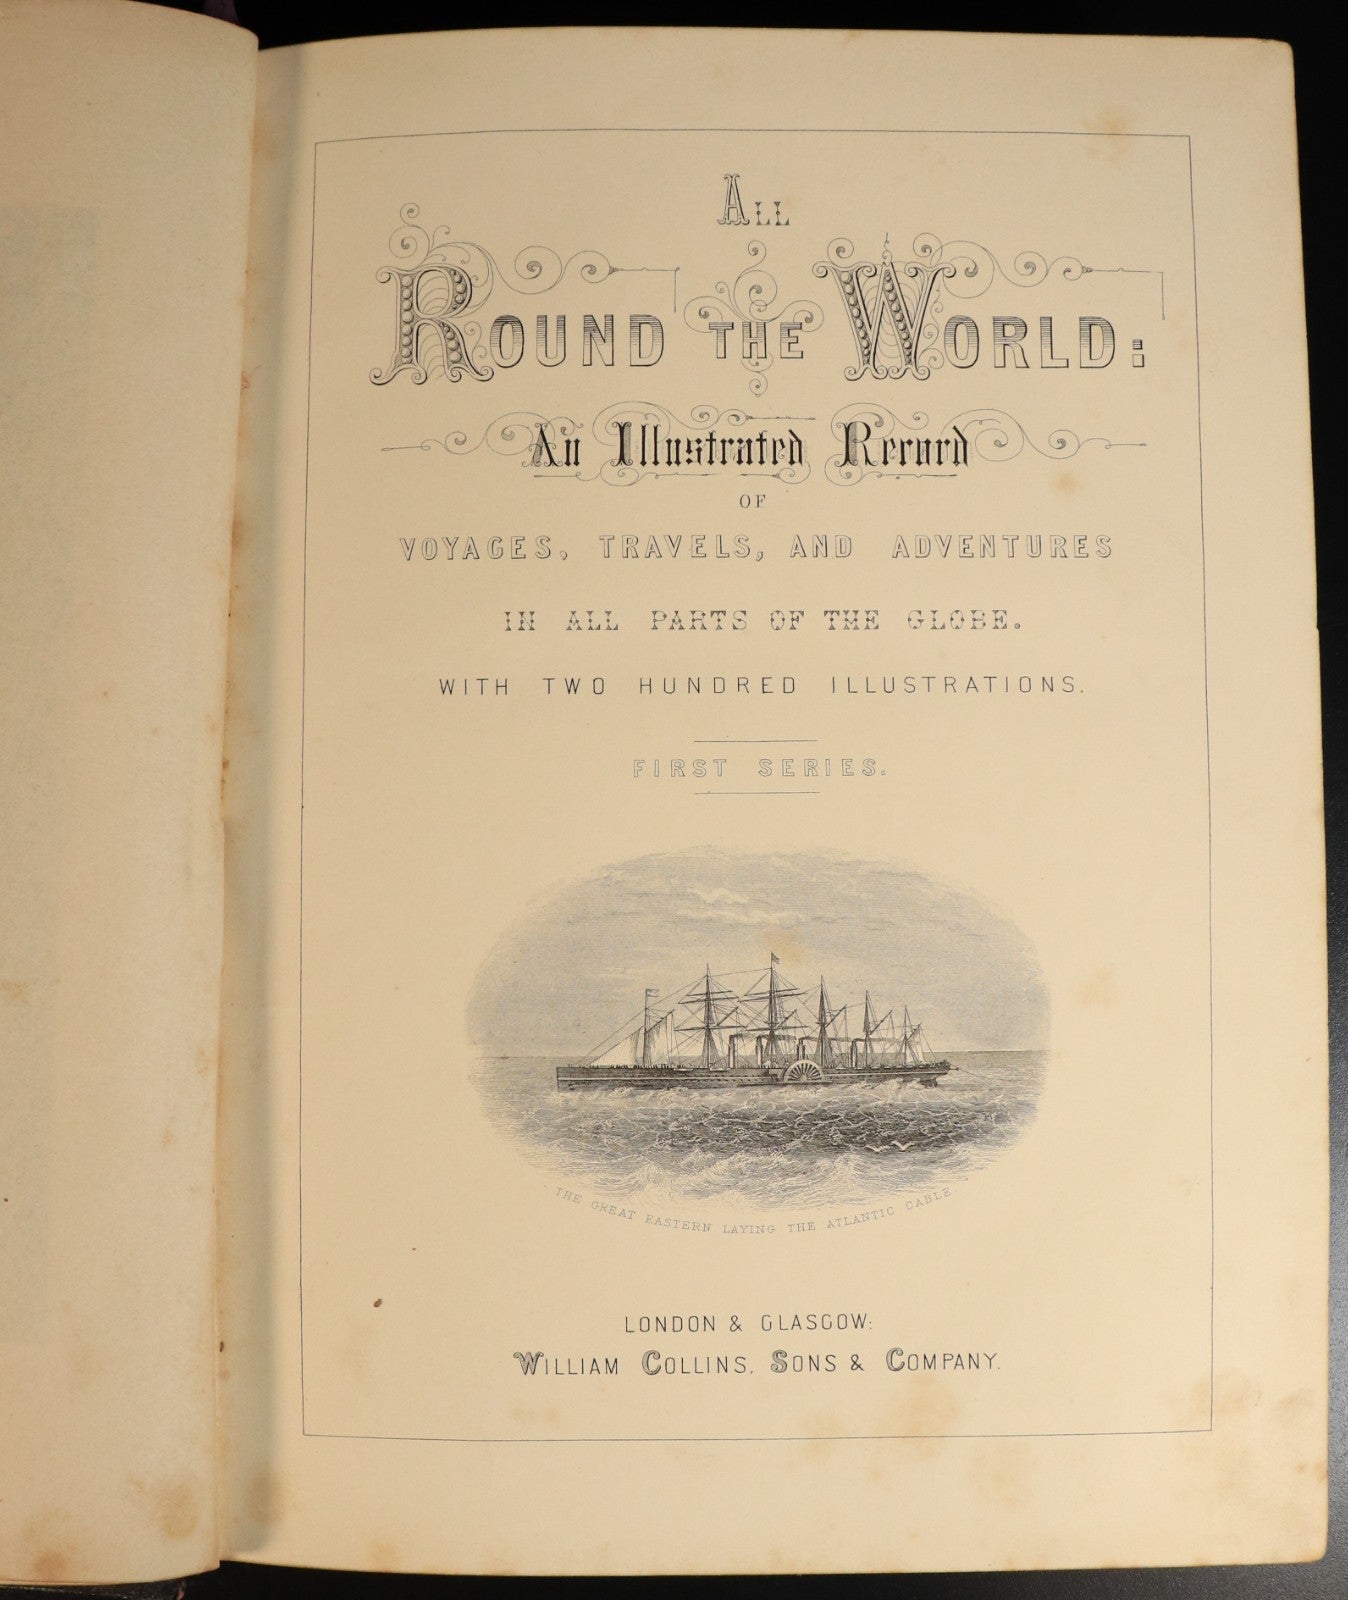 All
Round the World:
An Illustrated Record
OF
VOYAGES, TRAVELS, AND ADVENTURES
IN ALL PARTS OF THE GLOBE.
WITH TWO HUNDRED ILLUSTRATIONS.
FIRST SERIES.
THE GREAT EASTERN LAYING THE ATLANTIC CABLE
LONDON & GLASGOW:
WILLIAM COLLINS, SONS & COMPANY.